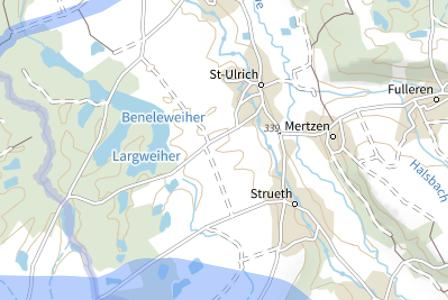 St-Ulrich
Fulleren
Beneleweiher
339
Mertzen
Largweiher
Halsbach
Strueth